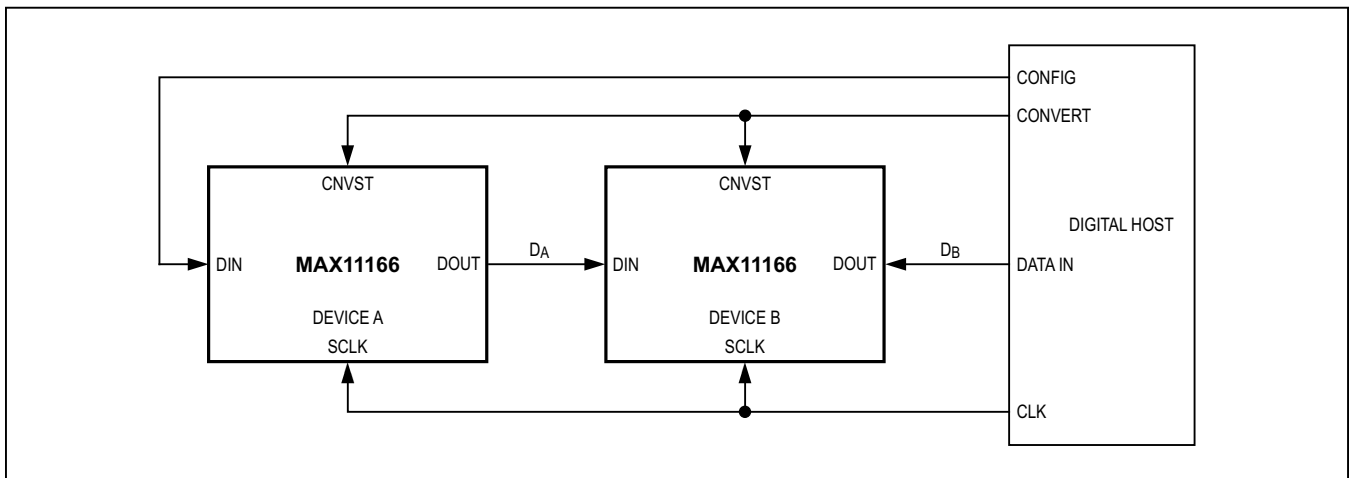 CONFIG
CONVERT
CNVST
CNVST
DIGITAL HOST
DIN
MAX11166
DOUT
DA
DIN
MAX11166
DOUT
DB
DATA IN
DEVICE A
DEVICE B
SCLK
SCLK
CLK